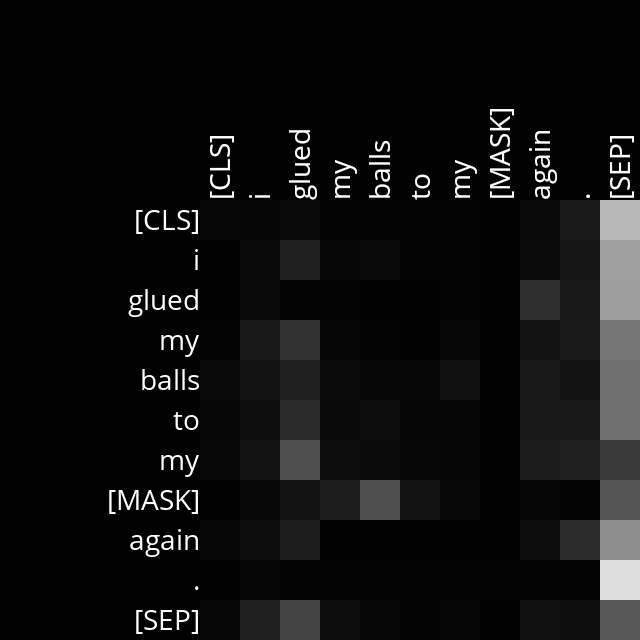 [CLS] i glued my balls to my [MASK] again . [SEP]
[CLS]
i
glued
my
balls
to
my
[MASK]
again
.
[SEP]